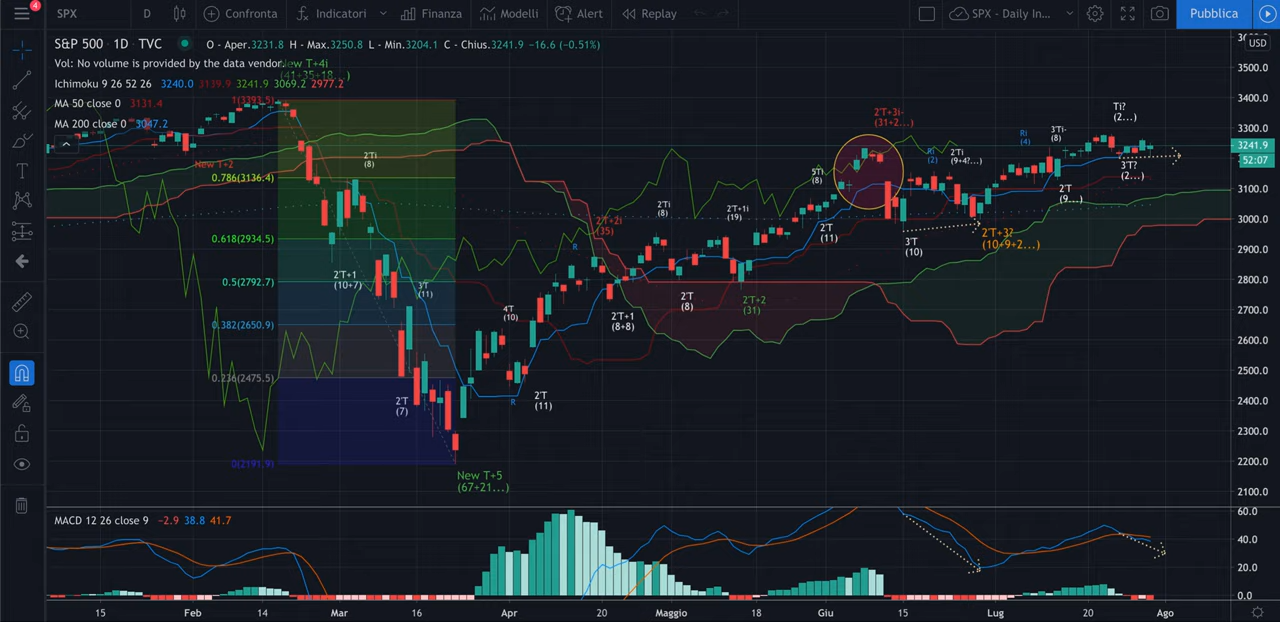 4
SPX D Confronta Indicatori Finanza Modelli Alert Replay SPX - Daily In... Pubblica
S&P 500 · 1D · TVC O - Aper.3231.8 H - Max.3250.8 L - Min.3204.1 C - Chius.3241.9 -16.6 (-0.51%)
Vol: No volume is provided by the data vendor.
New T+4i
(41+35+18...)
Ichimoku 9 26 52 26 3240.0 3139.9 3241.9 3069.2 2977.2
MA 50 close 0 3131.4
MA 200 close 0 3047.2
1(3393.5)
New T+2
0.786(3136.4)
0.618(2934.5)
0.5(2792.7)
0.382(2650.9)
0.236(2475.5)
0(2191.9)
2'Ti
(8)
2'T+1
(10+7)
3'T
(11)
2'T
(7)
New T+5
(67+21...)
4T
(10)
R
2'T
(11)
R
2'T+2i
(35)
2'T+1
(8+8)
2'Ti
(8)
2'T
(8)
2'T+1i
(19)
2'T+2
(31)
5Ti
(8)
2'T
(11)
2'T+3i-
(31+2...)
3'T
(10)
Ri
(2)
2'Ti
(9+4?...)
2'T+3?
(10+9+2...)
Ri
(4)
3'Ti-
(8)
2'T
(9...)
Ti?
(2...)
3'T?
(2...)
USD
3500.0
3400.0
3300.0
3241.9
52:07
3100.0
3000.0
2900.0
2800.0
2700.0
2600.0
2500.0
2400.0
2300.0
2200.0
2100.0
MACD 12 26 close 9 -2.9 38.8 41.7
60.0
40.0
20.0
0.0
15 Feb 14 Mar 16 Apr 20 Maggio 18 Giu 15 Lug 20 Ago